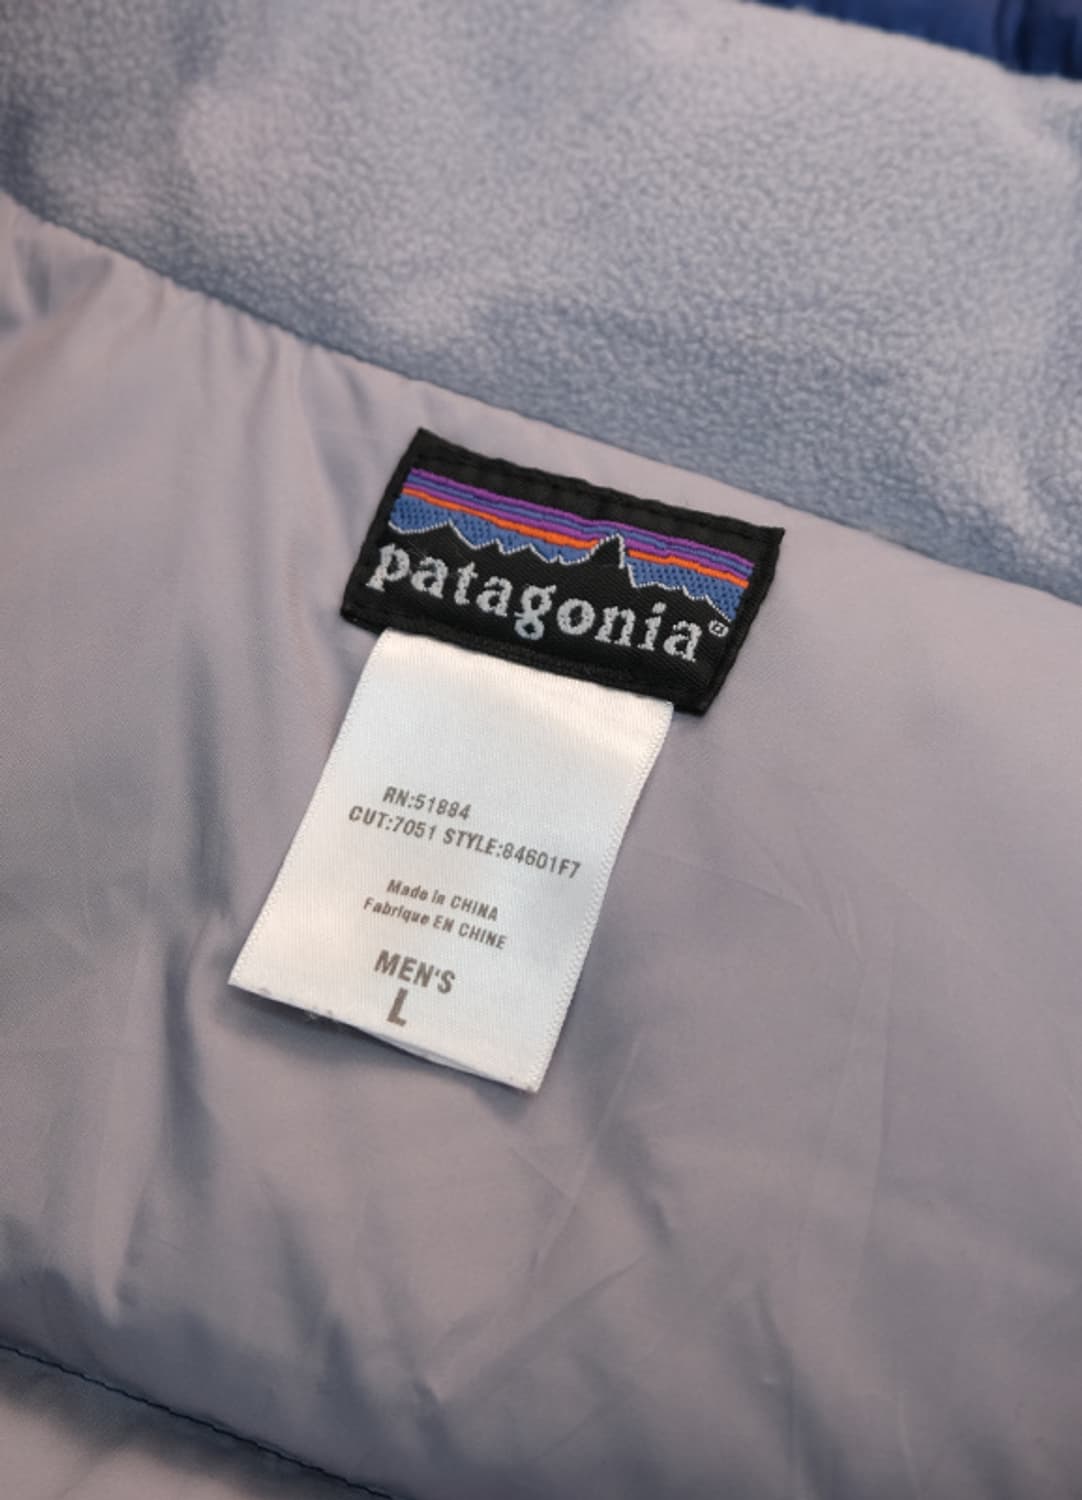 patagonia®
RN:51884
CUT:7051 STYLE:84601F7
Made in CHINA
Fabrique EN CHINE
MEN'S
L